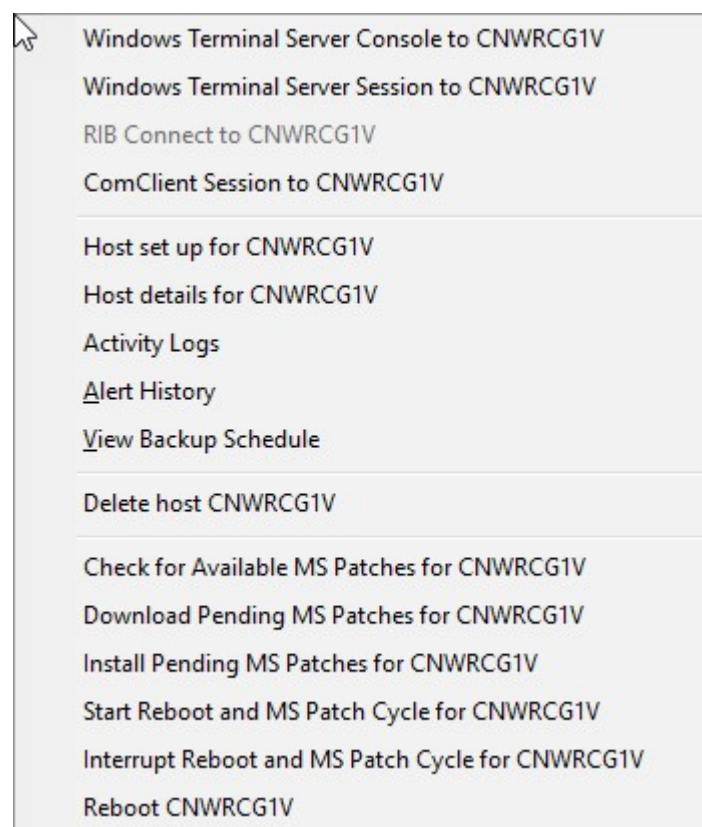 Windows Terminal Server Console to CNWRCG1V
Windows Terminal Server Session to CNWRCG1V
RIB Connect to CNWRCG1V
ComClient Session to CNWRCG1V
Host set up for CNWRCG1V
Host details for CNWRCG1V
Activity Logs
Alert History
View Backup Schedule
Delete host CNWRCG1V
Check for Available MS Patches for CNWRCG1V
Download Pending MS Patches for CNWRCG1V
Install Pending MS Patches for CNWRCG1V
Start Reboot and MS Patch Cycle for CNWRCG1V
Interrupt Reboot and MS Patch Cycle for CNWRCG1V
Reboot CNWRCG1V